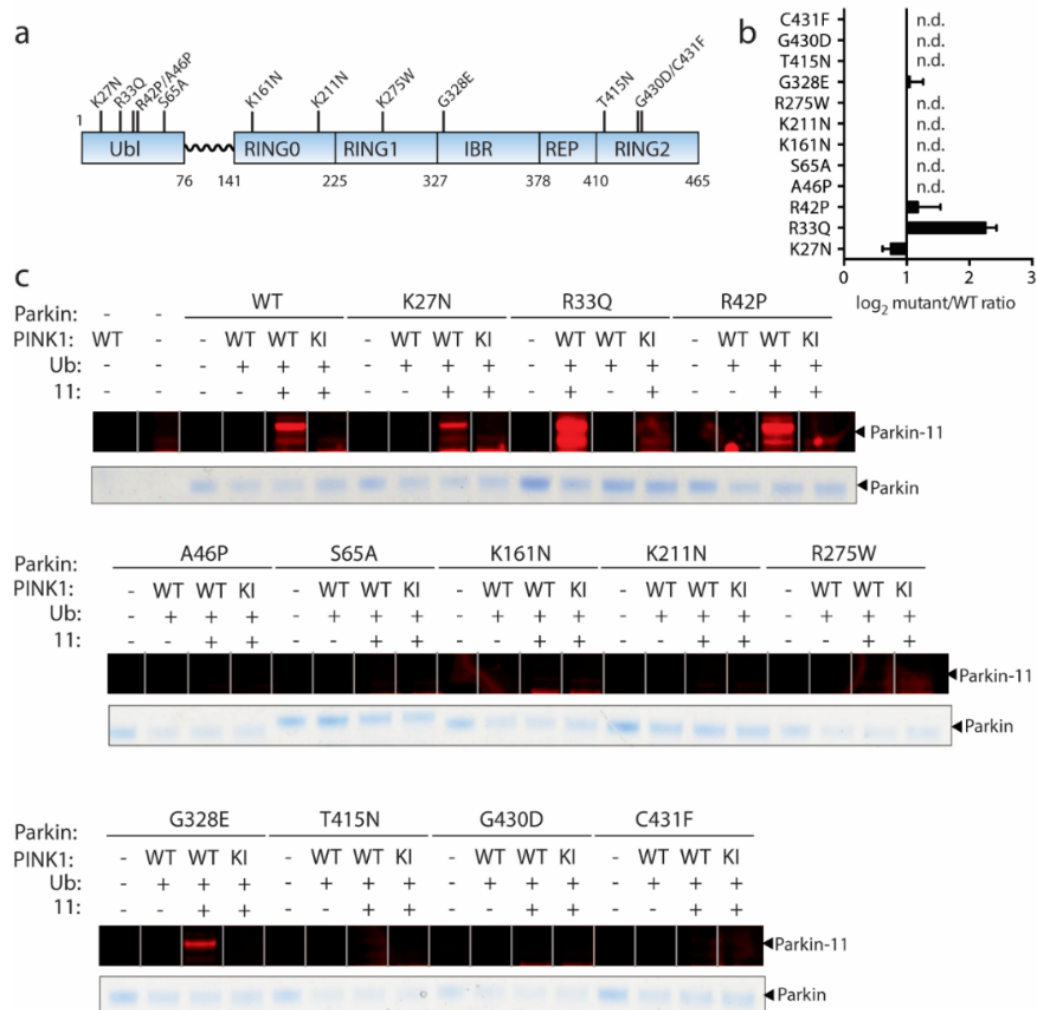 a
K27N R33Q R42P/A46P S65A K161N K211N K275W G328E T415N G430D/C431F
1
Ubl RING0 RING1 IBR REP RING2
76 141 225 327 378 410 465
b
C431F n.d.
G430D n.d.
T415N n.d.
G328E
R275W n.d.
K211N n.d.
K161N n.d.
S65A n.d.
A46P n.d.
R42P
R33Q
K27N
0 1 2 3
log2 mutant/WT ratio
c
Parkin: - - WT K27N R33Q R42P
PINK1: WT - - WT WT KI - WT WT KI - WT WT KI - WT WT KI
Ub: - - - + + + - + + + - + - + - + + +
11: - - - - + + - - + + - + - + - - + +
Parkin-11
Parkin
Parkin: A46P S65A K161N K211N R275W
PINK1: - WT WT KI - WT WT KI - WT WT KI - WT WT KI - WT WT KI
Ub: - + + + - + + + - + + + - + + + - + + +
11: - - + + - - + + - - + + - - + + - - + +
Parkin-11
Parkin
Parkin: G328E T415N G430D C431F
PINK1: - WT WT KI - WT WT KI - WT WT KI - WT WT KI
Ub: - + + + - + + + - + + + - + + +
11: - - + + - - + + - - + + - - + +
Parkin-11
Parkin